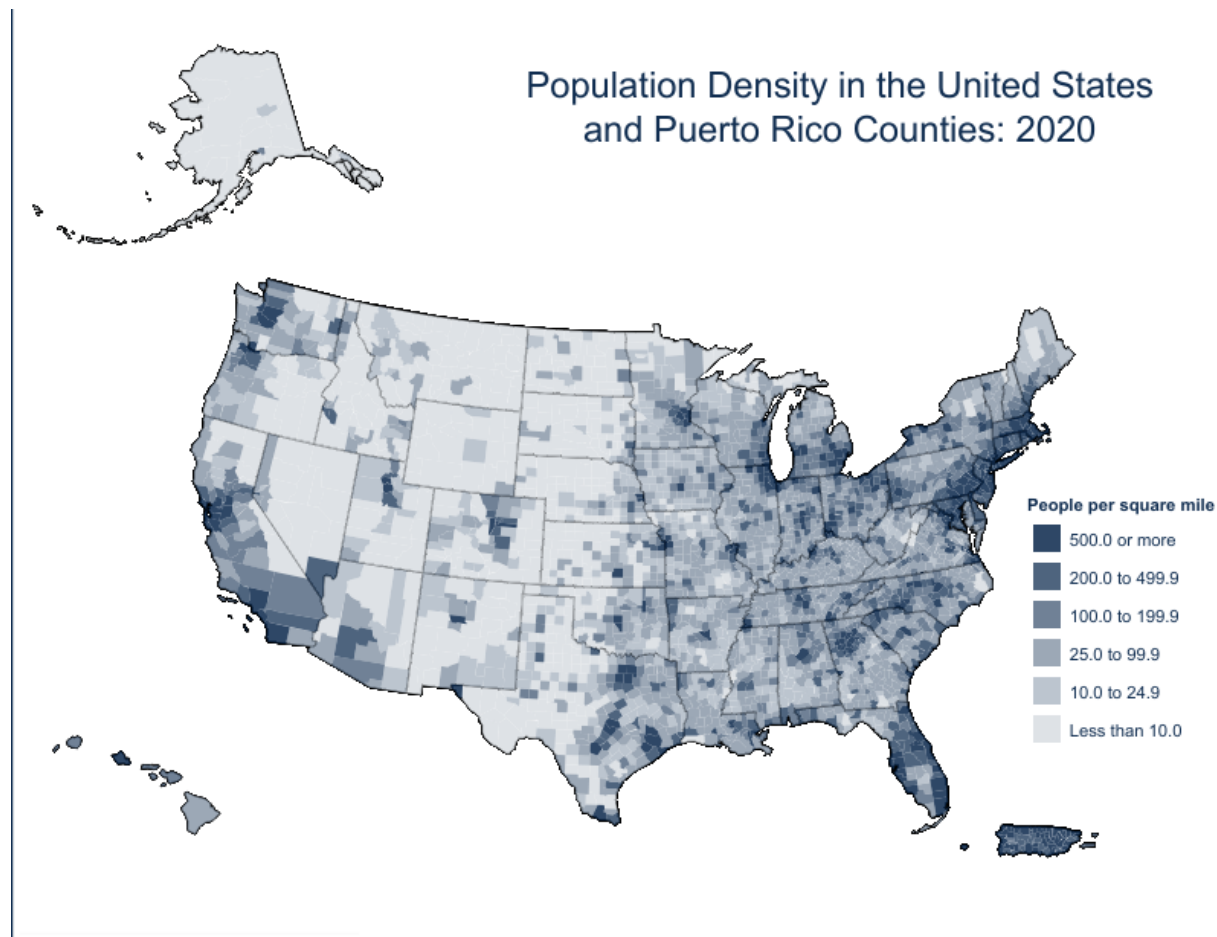 Population Density in the United States
and Puerto Rico Counties: 2020
People per square mile
500.0 or more
200.0 to 499.9
100.0 to 199.9
25.0 to 99.9
10.0 to 24.9
Less than 10.0